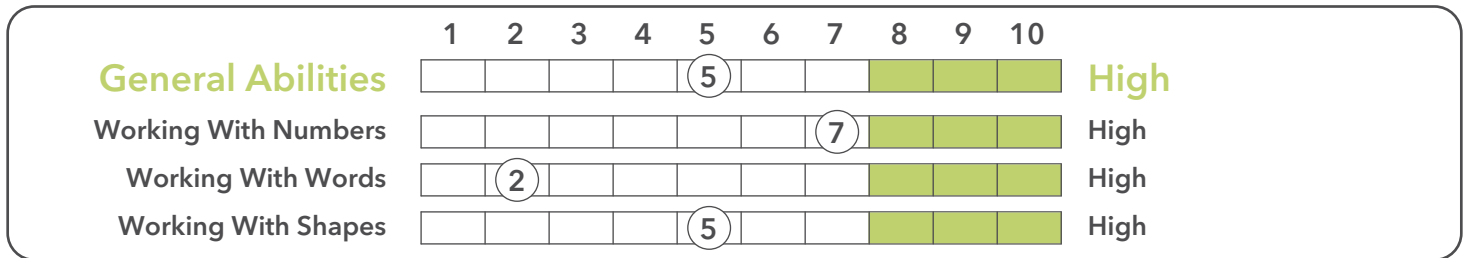 1 2 3 4 5 6 7 8 9 10
General Abilities 5 High
Working With Numbers 7 High
Working With Words 2 High
Working With Shapes 5 High